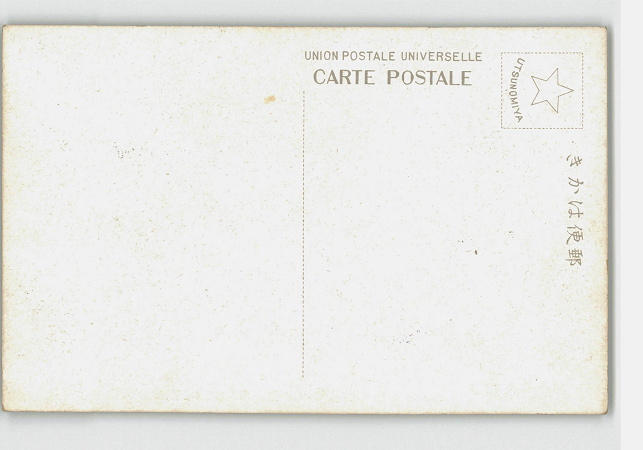 UNION POSTALE UNIVERSELLE
CARTE POSTALE
UTSUNOMIYA
きかは便郵